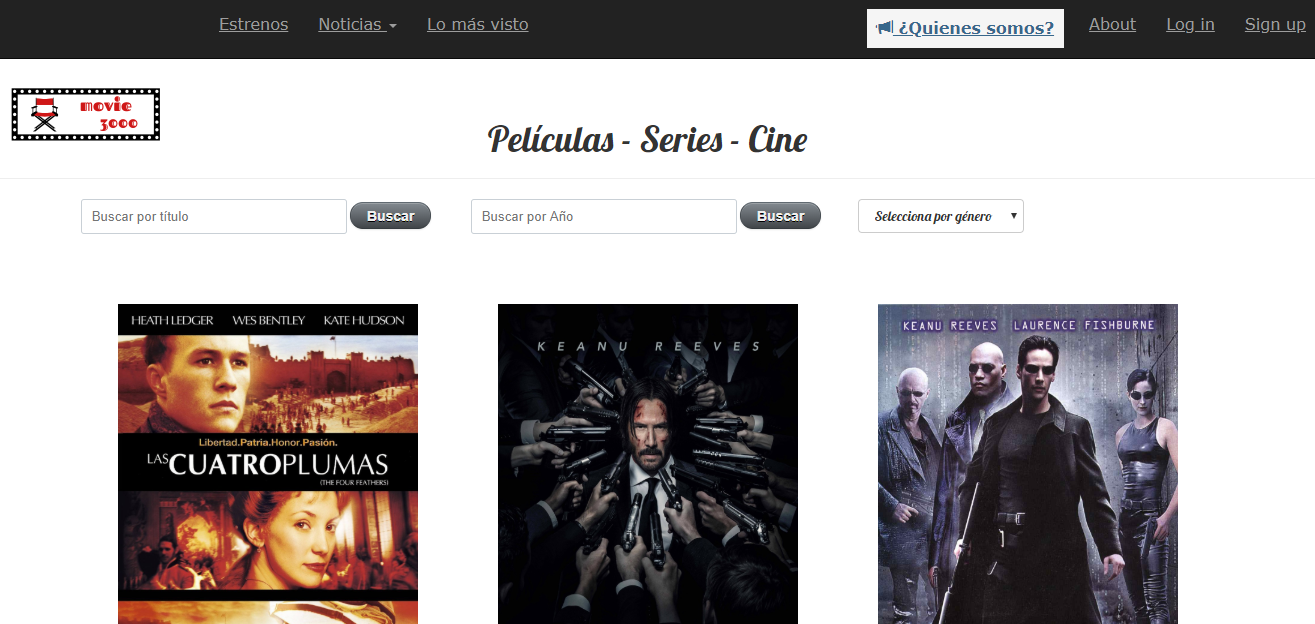 Estrenos Noticias Lo más visto ¿Quienes somos? About Log in Sign up
movie
3000
Películas - Series - Cine
Buscar por título Buscar Buscar por Año Buscar Selecciona por género
HEATH LEDGER WES BENTLEY KATE HUDSON
Libertad.Patria.Honor.Pasión.
LAS CUATROPLUMAS
(THE FOUR FEATHERS)
KEANU REEVES
KEANU REEVES LAURENCE FISHBURNE